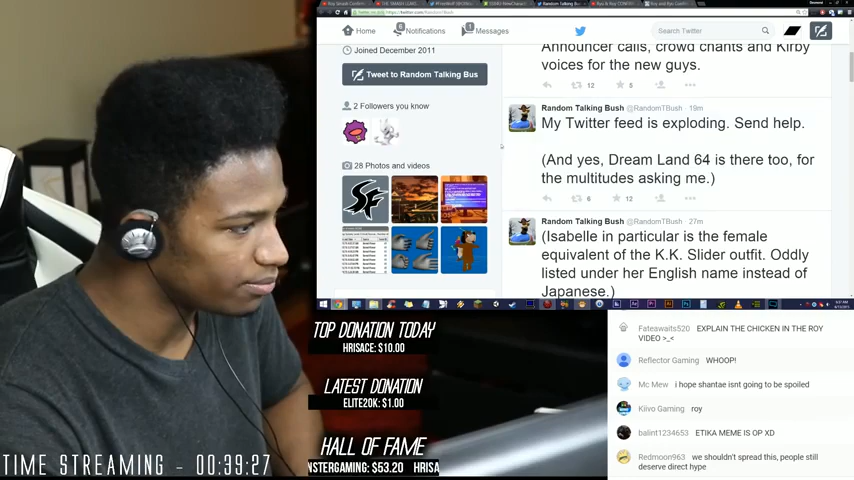 Home
6
Notifications
1
Messages
Search Twitter
Joined December 2011
Tweet to Random Talking Bus
2 Followers you know
28 Photos and videos
Announcer calls, crowd chants and Kirby
voices for the new guys.
12
5
Random Talking Bush @RandomTBush · 19m
My Twitter feed is exploding. Send help.
(And yes, Dream Land 64 is there too, for
the multitudes asking me.)
6
12
Random Talking Bush @RandomTBush · 27m
(Isabelle in particular is the female
equivalent of the K.K. Slider outfit. Oddly
listed under her English name instead of
Japanese.)
TOP DONATION TODAY
HRISACE: $10.00
LATEST DONATION
ELITE20K: $1.00
HALL OF FAME
NSTERGAMING: $53.20 HRISA
TIME STREAMING - 00:39:27
Fateawaits520 EXPLAIN THE CHICKEN IN THE ROY
VIDEO >_<
Reflector Gaming WHOOP!
Mc Mew i hope shantae isnt going to be spoiled
Kiivo Gaming roy
balint1234653 ETIKA MEME IS OP XD
Redmoon963 we shouldn't spread this, people still
deserve direct hype